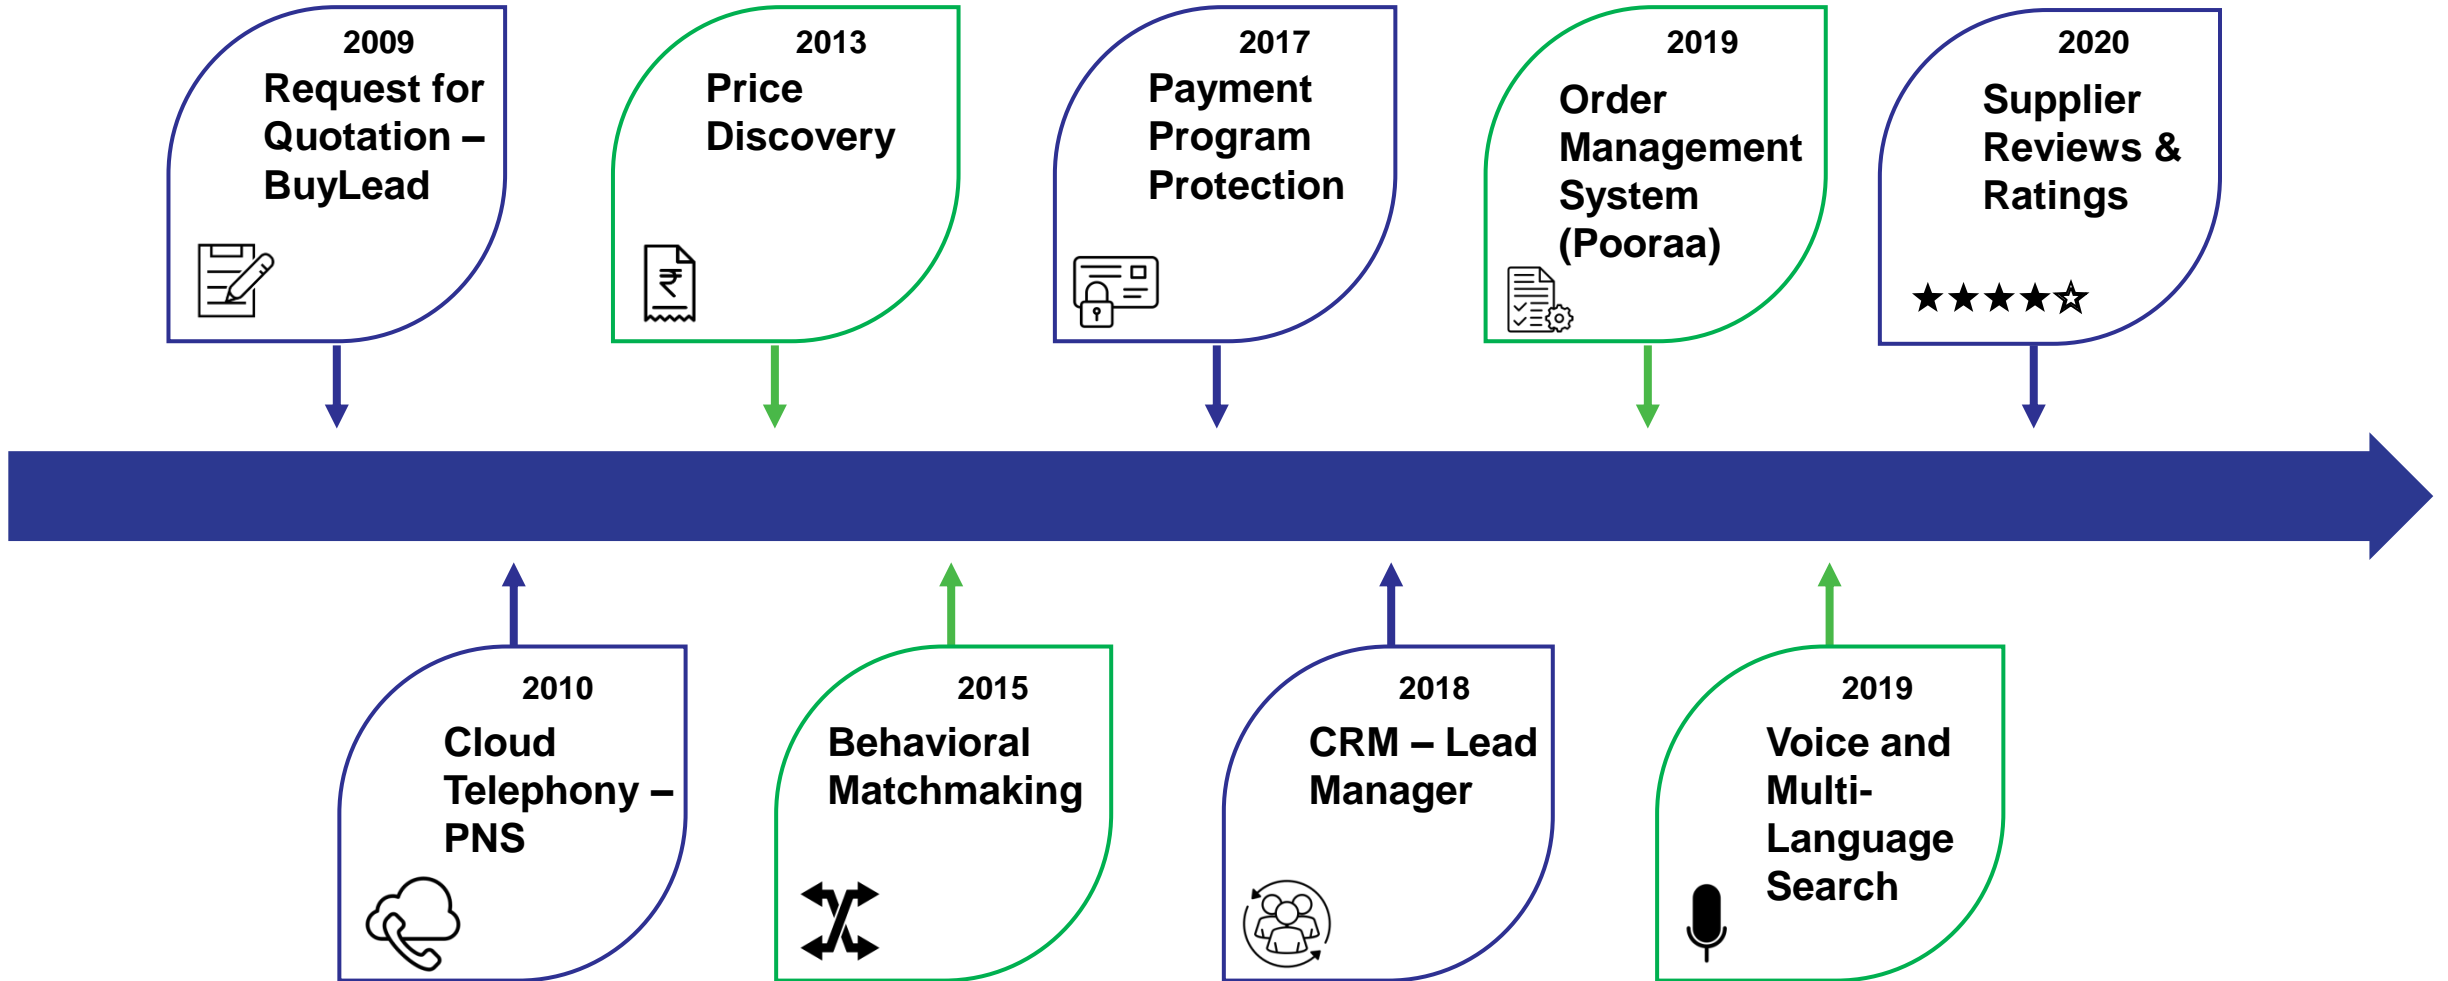 2009
Request for
Quotation –
BuyLead
2013
Price
Discovery
2017
Payment
Program
Protection
2019
Order
Management
System
(Pooraa)
2020
Supplier
Reviews &
Ratings
₹
2010
Cloud
Telephony –
PNS
2015
Behavioral
Matchmaking
2018
CRM – Lead
Manager
2019
Voice and
Multi-
Language
Search